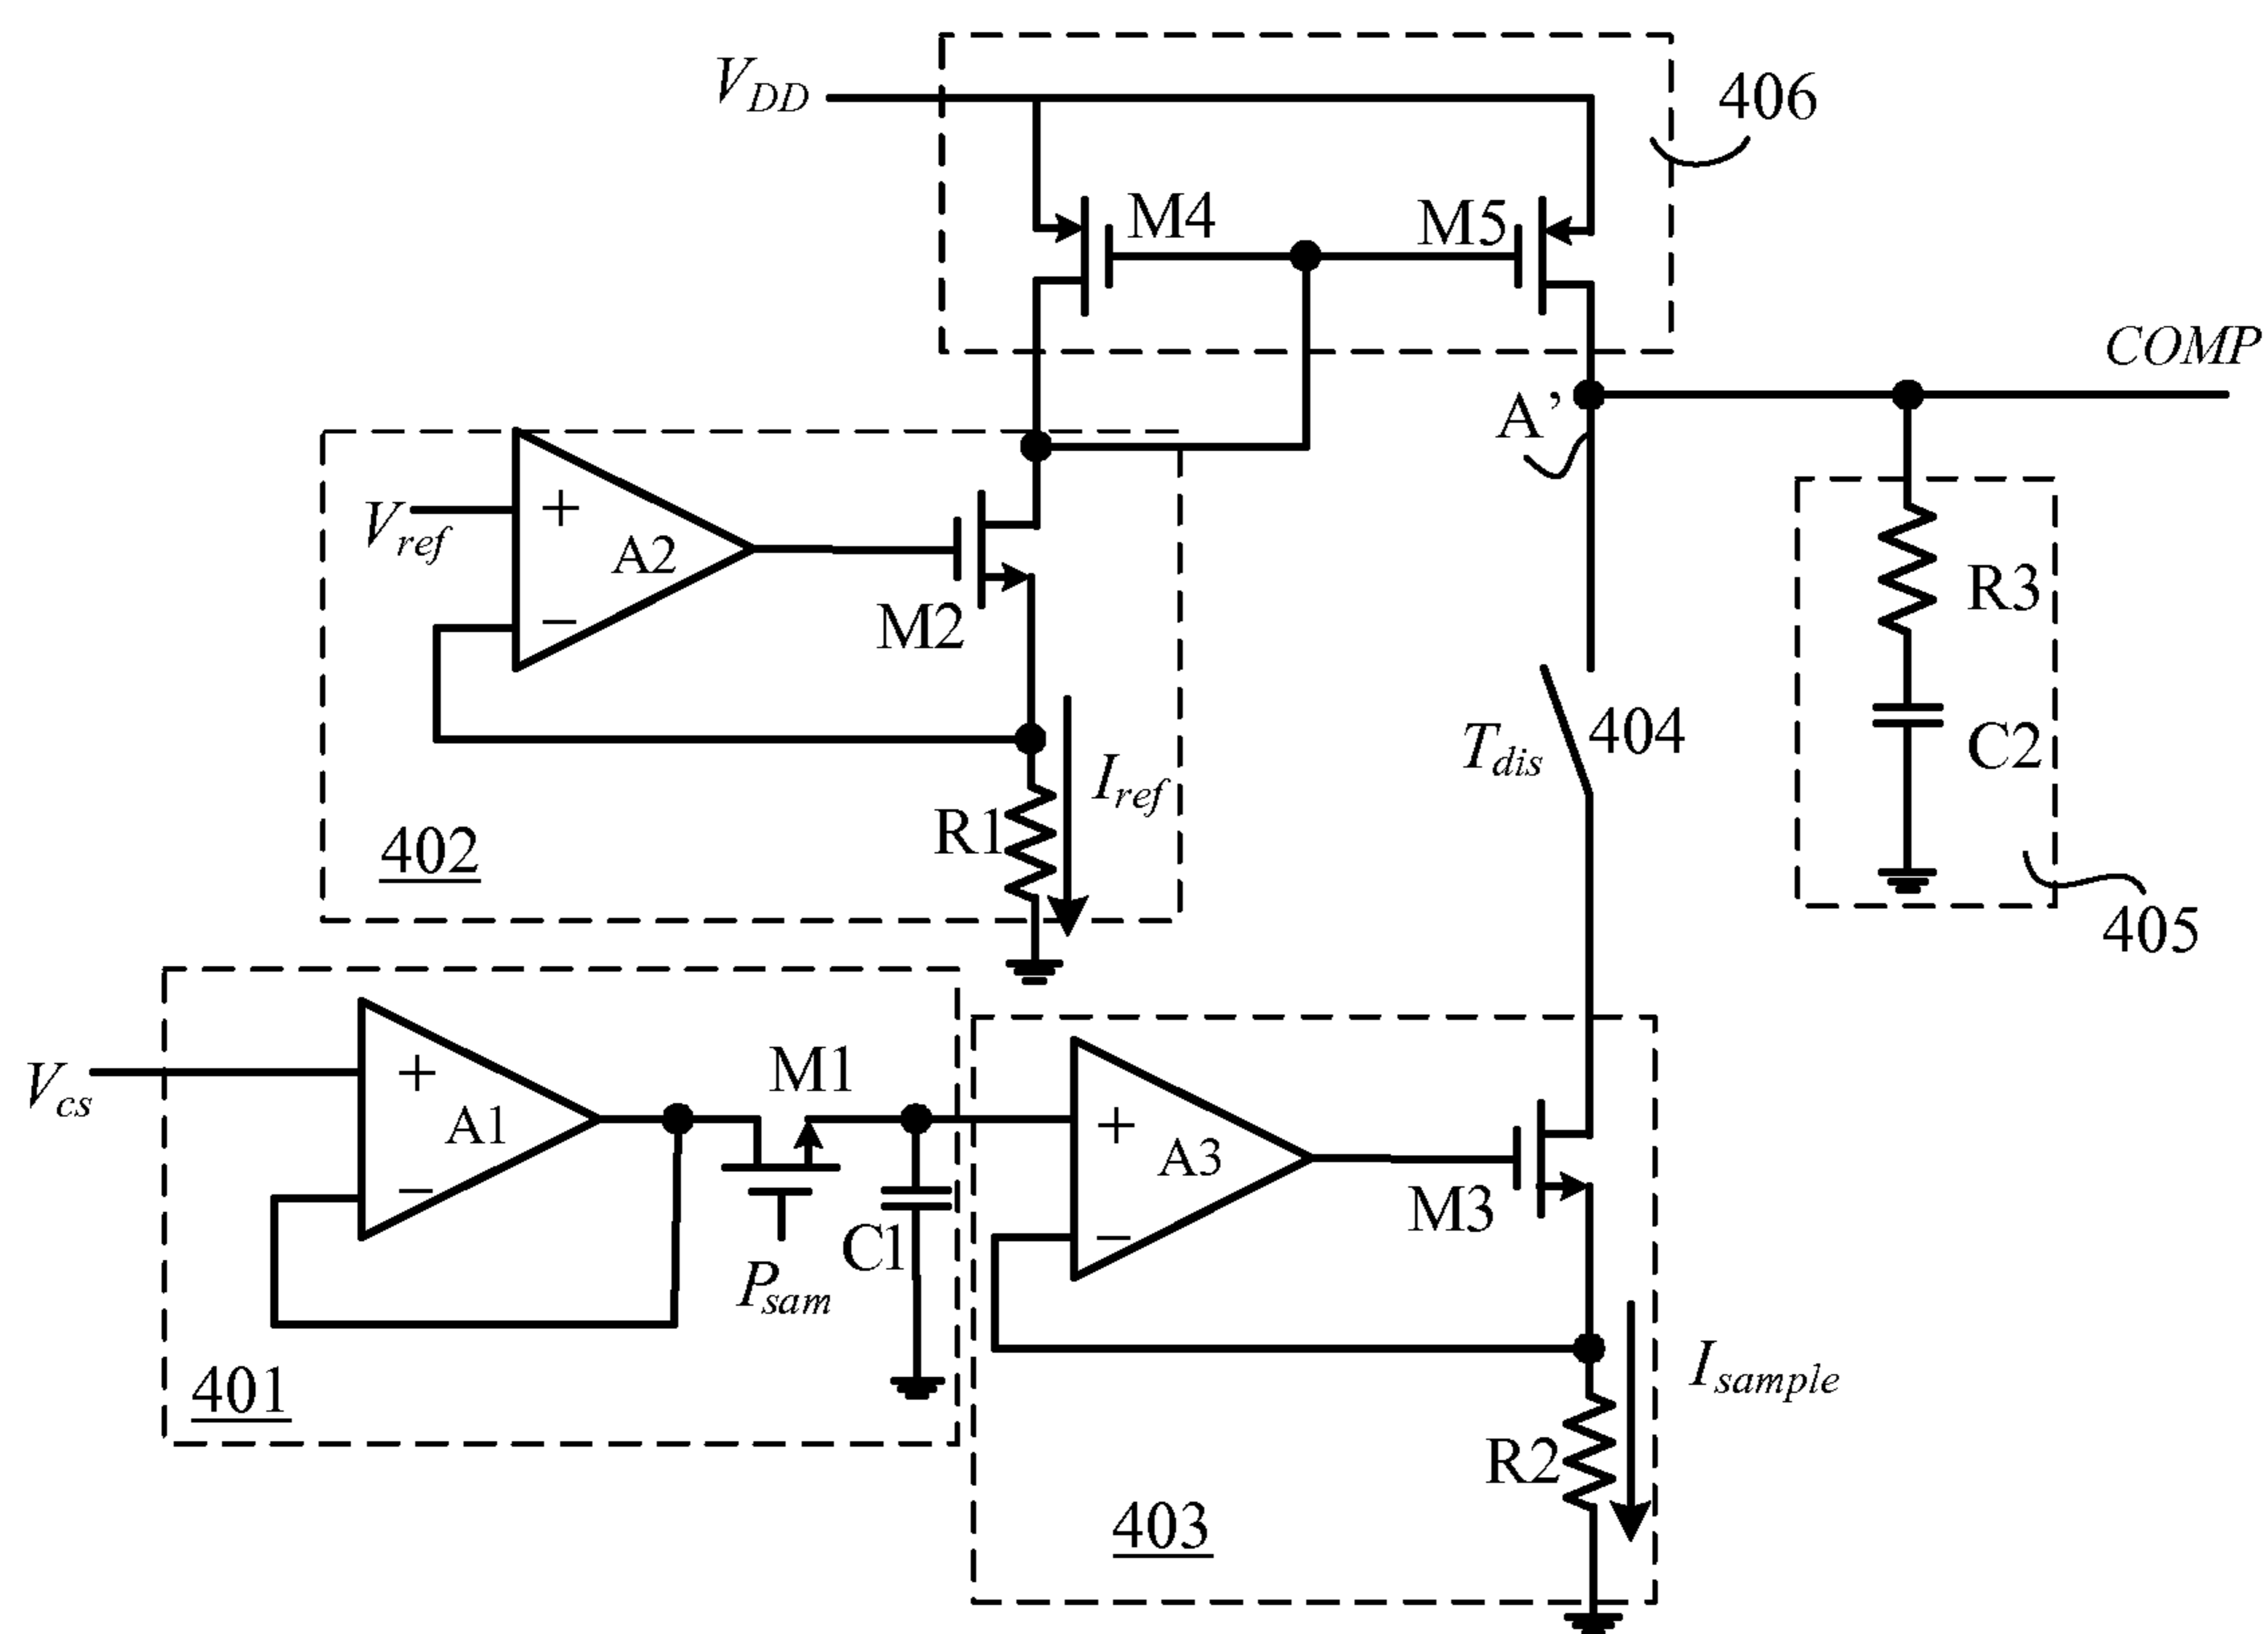 V_DD
406
M4
M5
COMP
A'
V_ref
+
A2
−
M2
R3
T_dis
404
C2
I_ref
R1
402
405
V_cs
+
A1
−
M1
C1
P_sam
+
A3
−
M3
401
I_sample
R2
403